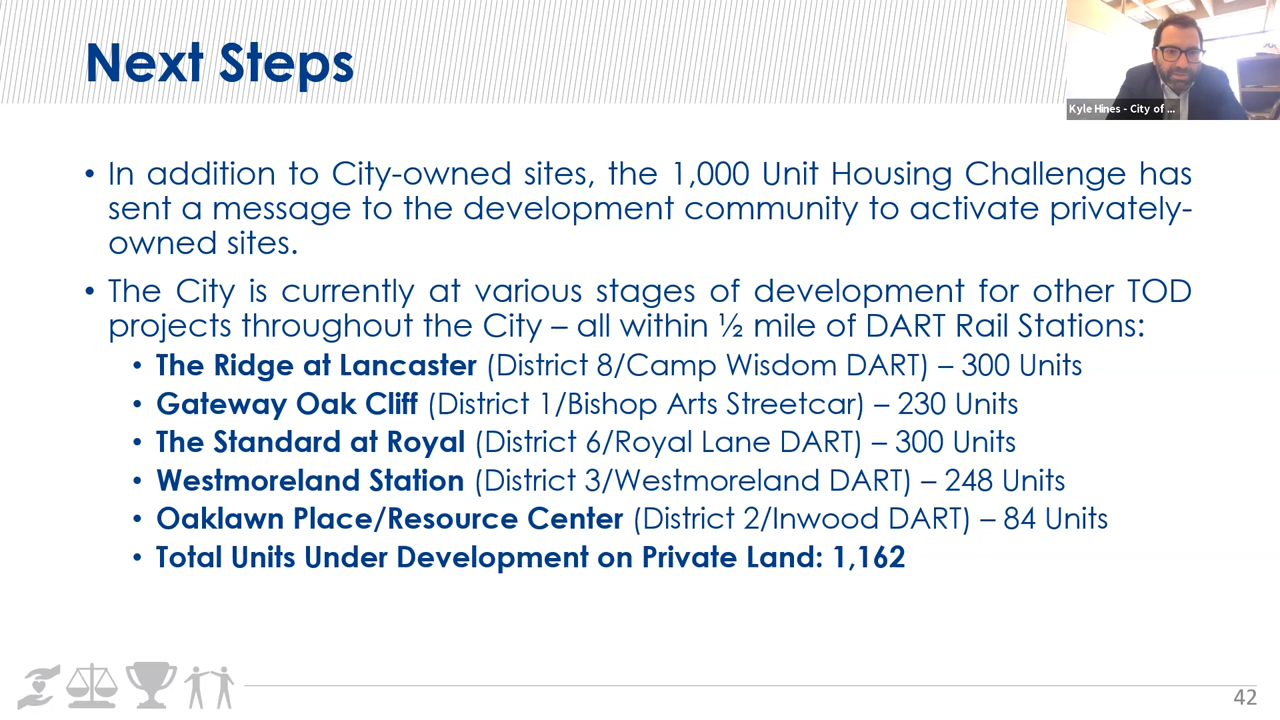 Next Steps
Kyle Hines - City of ...
• In addition to City-owned sites, the 1,000 Unit Housing Challenge has
sent a message to the development community to activate privately-
owned sites.
• The City is currently at various stages of development for other TOD
projects throughout the City – all within ½ mile of DART Rail Stations:
• The Ridge at Lancaster (District 8/Camp Wisdom DART) – 300 Units
• Gateway Oak Cliff (District 1/Bishop Arts Streetcar) – 230 Units
• The Standard at Royal (District 6/Royal Lane DART) – 300 Units
• Westmoreland Station (District 3/Westmoreland DART) – 248 Units
• Oaklawn Place/Resource Center (District 2/Inwood DART) – 84 Units
• Total Units Under Development on Private Land: 1,162
42